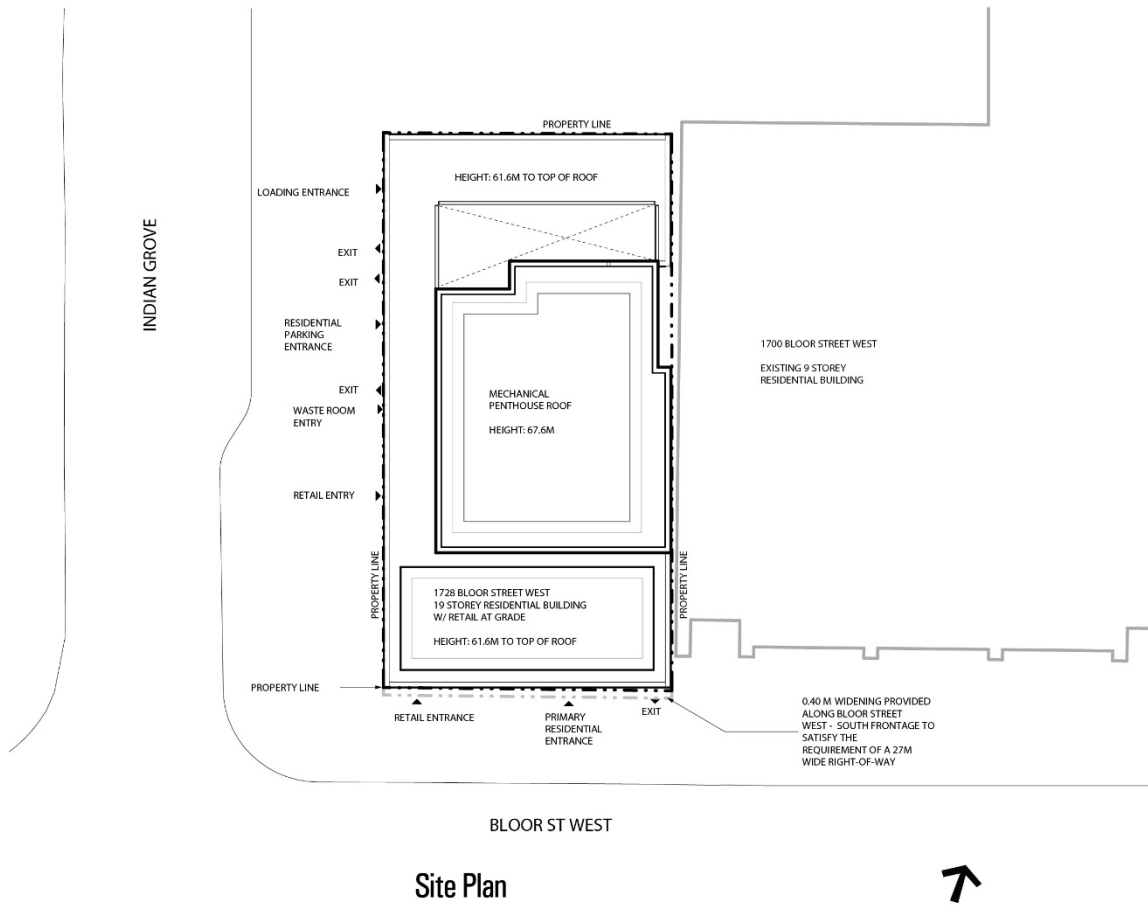 PROPERTY LINE
HEIGHT: 61.6M TO TOP OF ROOF
LOADING ENTRANCE
INDIAN GROVE
EXIT
EXIT
RESIDENTIAL
PARKING
ENTRANCE
1700 BLOOR STREET WEST
EXISTING 9 STOREY
RESIDENTIAL BUILDING
EXIT
WASTE ROOM
ENTRY
MECHANICAL
PENTHOUSE ROOF
HEIGHT: 67.6M
RETAIL ENTRY
PROPERTY LINE
PROPERTY LINE
1728 BLOOR STREET WEST
19 STOREY RESIDENTIAL BUILDING
W/ RETAIL AT GRADE
HEIGHT: 61.6M TO TOP OF ROOF
PROPERTY LINE
RETAIL ENTRANCE
PRIMARY
RESIDENTIAL
ENTRANCE
EXIT
0.40 M WIDENING PROVIDED
ALONG BLOOR STREET
WEST - SOUTH FRONTAGE TO
SATISFY THE
REQUIREMENT OF A 27M
WIDE RIGHT-OF-WAY
BLOOR ST WEST
Site Plan